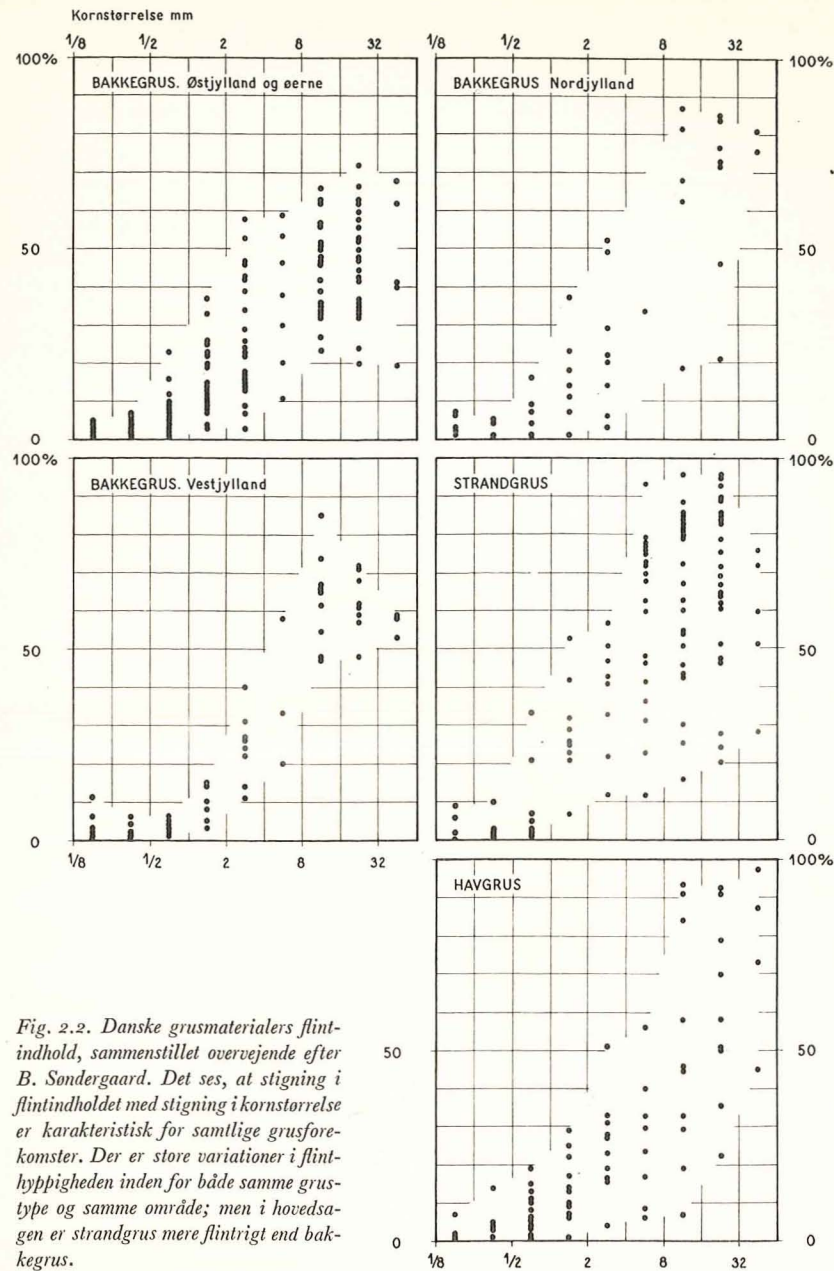 Kornstørrelse mm
1/8 1/2 2 8 32 1/8 1/2 2 8 32
100% 100%
BAKKEGRUS. Østjylland og øerne BAKKEGRUS Nordjylland
50 50
0 0
100% 100%
BAKKEGRUS. Vestjylland STRANDGRUS
50 50
0 0
1/8 1/2 2 8 32
100%
HAVGRUS
50 50
0 0
1/8 1/2 2 8 32
Fig. 2.2. Danske grusmaterialers flint-
indhold, sammenstillet overvejende efter
B. Søndergaard. Det ses, at stigning i
flintindholdet med stigning i kornstørrelse
er karakteristisk for samtlige grusfore-
komster. Der er store variationer i flint-
hyppigheden inden for både samme grus-
type og samme område; men i hovedsa-
gen er strandgrus mere flintrigt end bak-
kegrus.